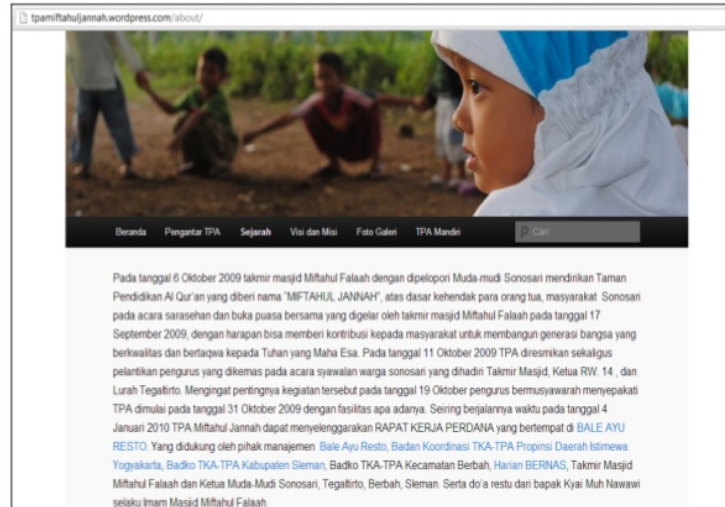 tpamiftahuljannah.wordpress.com/about/
Beranda Pengantar TPA Sejarah Visi dan Misi Foto Galeri TPA Mandiri Cari
Pada tanggal 6 Oktober 2009 takmir masjid Miftahul Falaah dengan dipelopori Muda-mudi Sonosari mendirikan Taman
Pendidikan Al Qur'an yang diberi nama "MIFTAHUL JANNAH", atas dasar kehendak para orang tua, masyarakat Sonosari
pada acara sarasehan dan buka puasa bersama yang digelar oleh takmir masjid Miftahul Falaah pada tanggal 17
September 2009, dengan harapan bisa memberi kontribusi kepada masyarakat untuk membangun generasi bangsa yang
berkwalitas dan bertaqwa kepada Tuhan yang Maha Esa. Pada tanggal 11 Oktober 2009 TPA diresmikan sekaligus
pelantikan pengurus yang dikemas pada acara syawalan warga sonosari yang dihadiri Takmir Masjid, Ketua RW. 14 , dan
Lurah Tegaltirto. Mengingat pentingnya kegiatan tersebut pada tanggal 19 Oktober pengurus bermusyawarah menyepakati
TPA dimulai pada tanggal 31 Oktober 2009 dengan fasilitas apa adanya. Seiring berjalannya waktu pada tanggal 4
Januari 2010 TPA Miftahul Jannah dapat menyelenggarakan RAPAT KERJA PERDANA yang bertempat di BALE AYU
RESTO. Yang didukung oleh pihak manajemen Bale Ayu Resto, Badan Koordinasi TKA-TPA Propinsi Daerah Istimewa
Yogyakarta, Badko TKA-TPA Kabupaten Sleman, Badko TKA-TPA Kecamatan Berbah, Harian BERNAS, Takmir Masjid
Miftahul Falaah dan Ketua Muda-Mudi Sonosari, Tegaltirto, Berbah, Sleman. Serta do'a restu dari bapak Kyai Muh Nawawi
selaku Imam Masjid Miftahul Falaah.